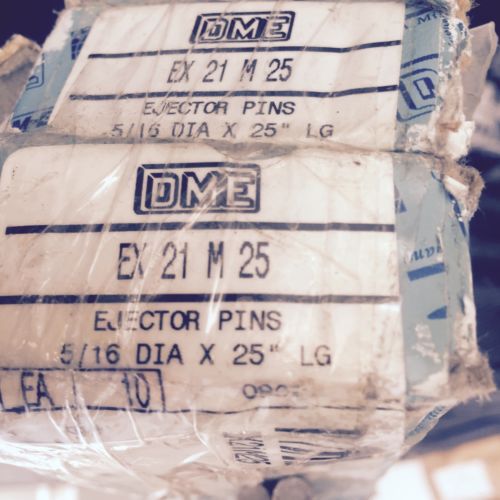 DME
EX 21 M 25
EJECTOR PINS
5/16 DIA X 25" LG
DME
EX 21 M 25
EJECTOR PINS
5/16 DIA X 25" LG
EA 10